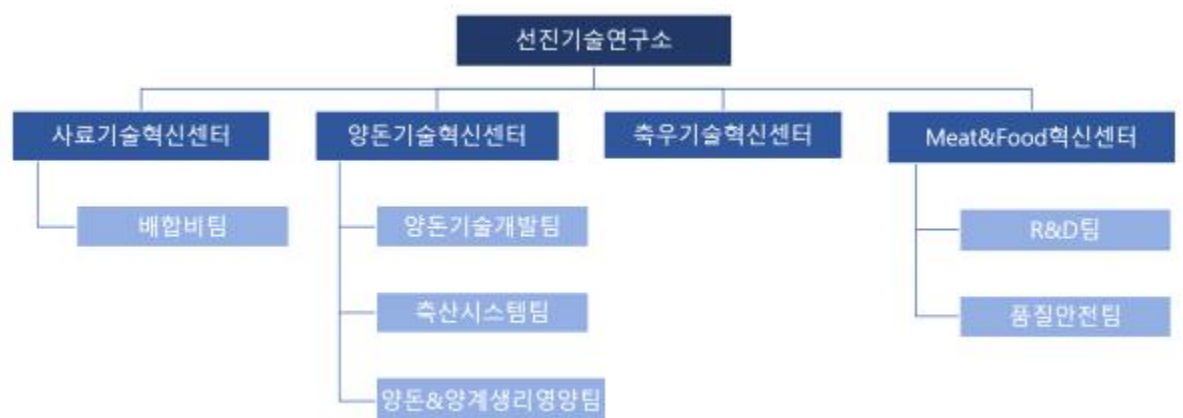 선진기술연구소
사료기술혁신센터
양돈기술혁신센터
축우기술혁신센터
Meat&Food혁신센터
배합비팀
양돈기술개발팀
R&D팀
축산시스템팀
품질안전팀
양돈&양계생리영양팀